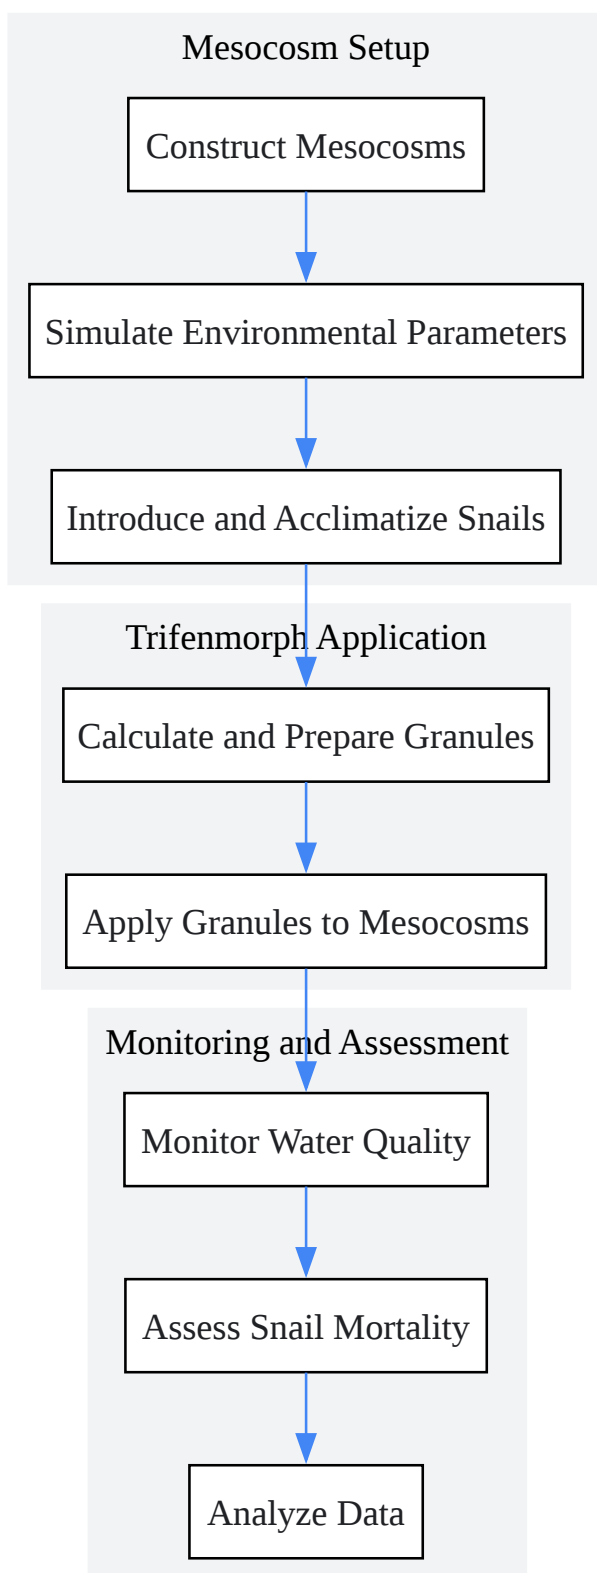 Mesocosm Setup
Construct Mesocosms
Simulate Environmental Parameters
Introduce and Acclimatize Snails
Trifenmorph Application
Calculate and Prepare Granules
Apply Granules to Mesocosms
Monitoring and Assessment
Monitor Water Quality
Assess Snail Mortality
Analyze Data